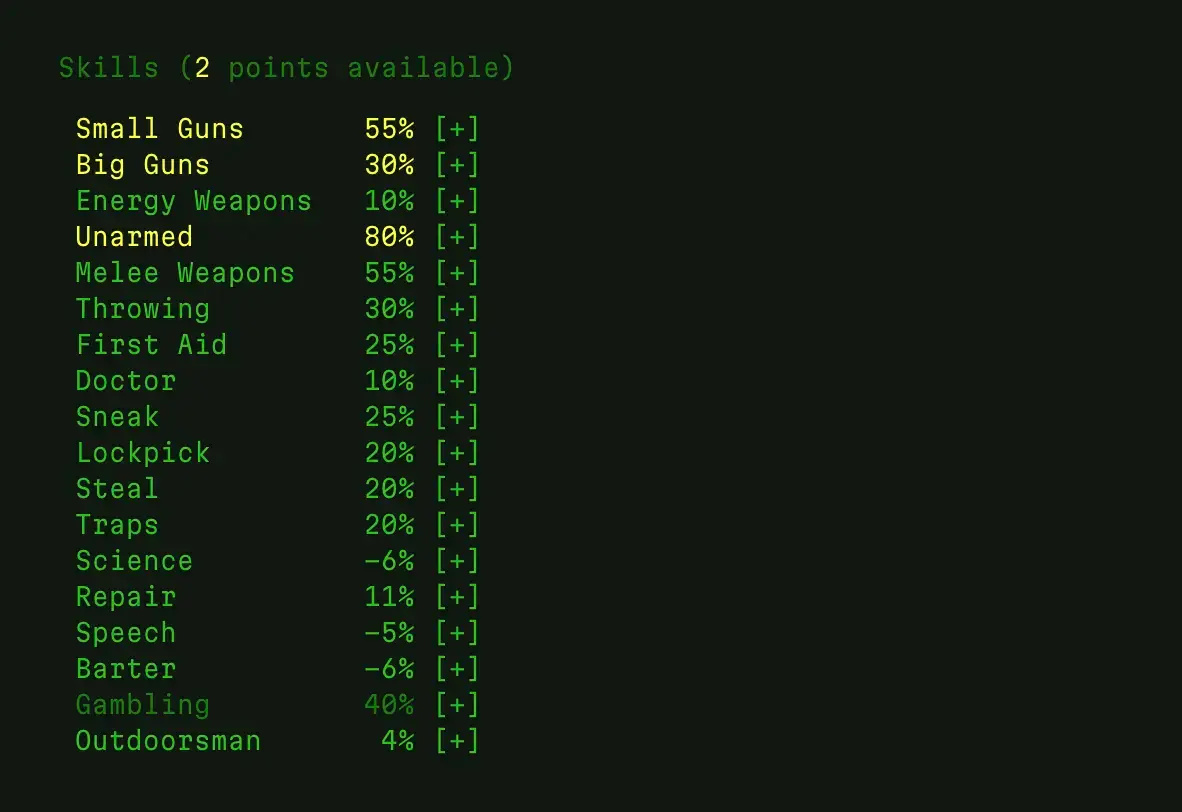 Skills (2 points available)
Small Guns 55% [+]
Big Guns 30% [+]
Energy Weapons 10% [+]
Unarmed 80% [+]
Melee Weapons 55% [+]
Throwing 30% [+]
First Aid 25% [+]
Doctor 10% [+]
Sneak 25% [+]
Lockpick 20% [+]
Steal 20% [+]
Traps 20% [+]
Science −6% [+]
Repair 11% [+]
Speech −5% [+]
Barter −6% [+]
Gambling 40% [+]
Outdoorsman 4% [+]